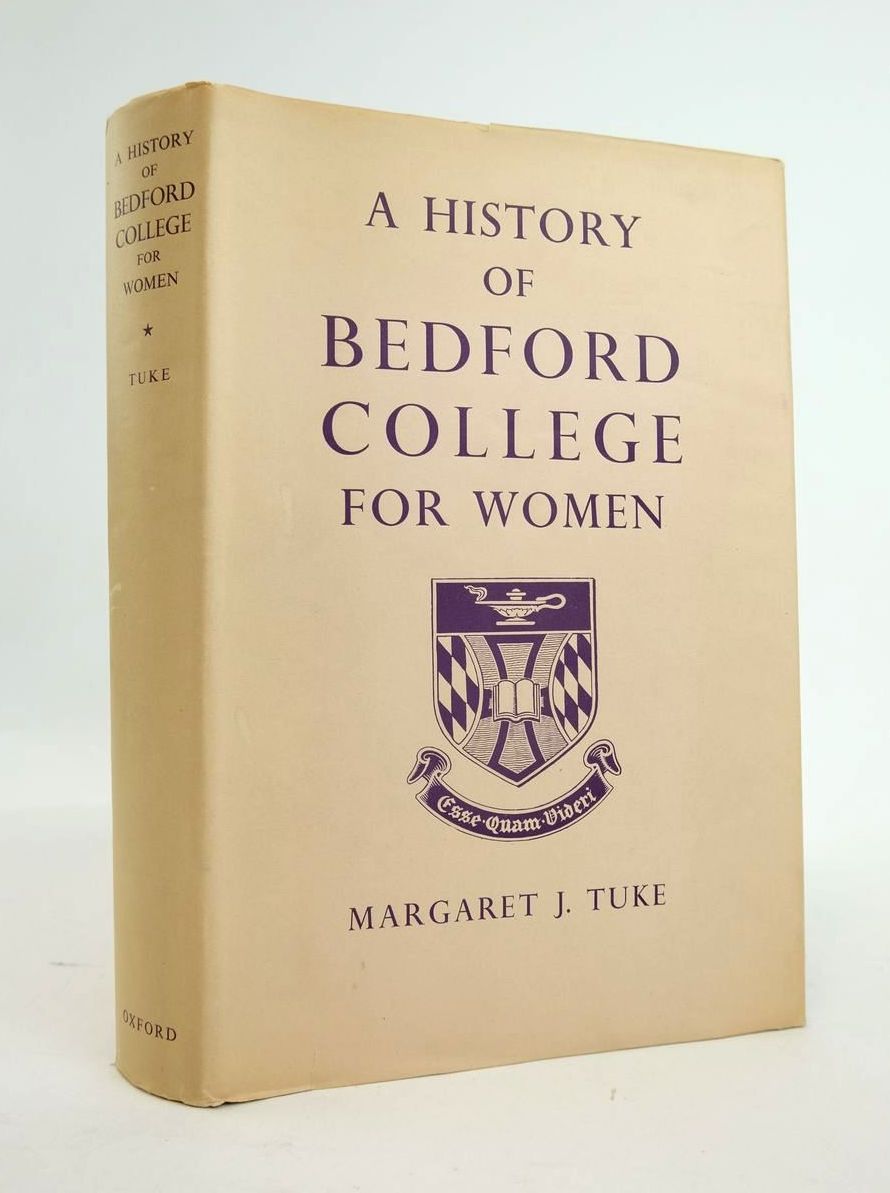 A HISTORY
OF
BEDFORD
COLLEGE
FOR
WOMEN
★
TUKE
OXFORD
A HISTORY
OF
BEDFORD
COLLEGE
FOR WOMEN
Esse·Quam·Videri
MARGARET J. TUKE